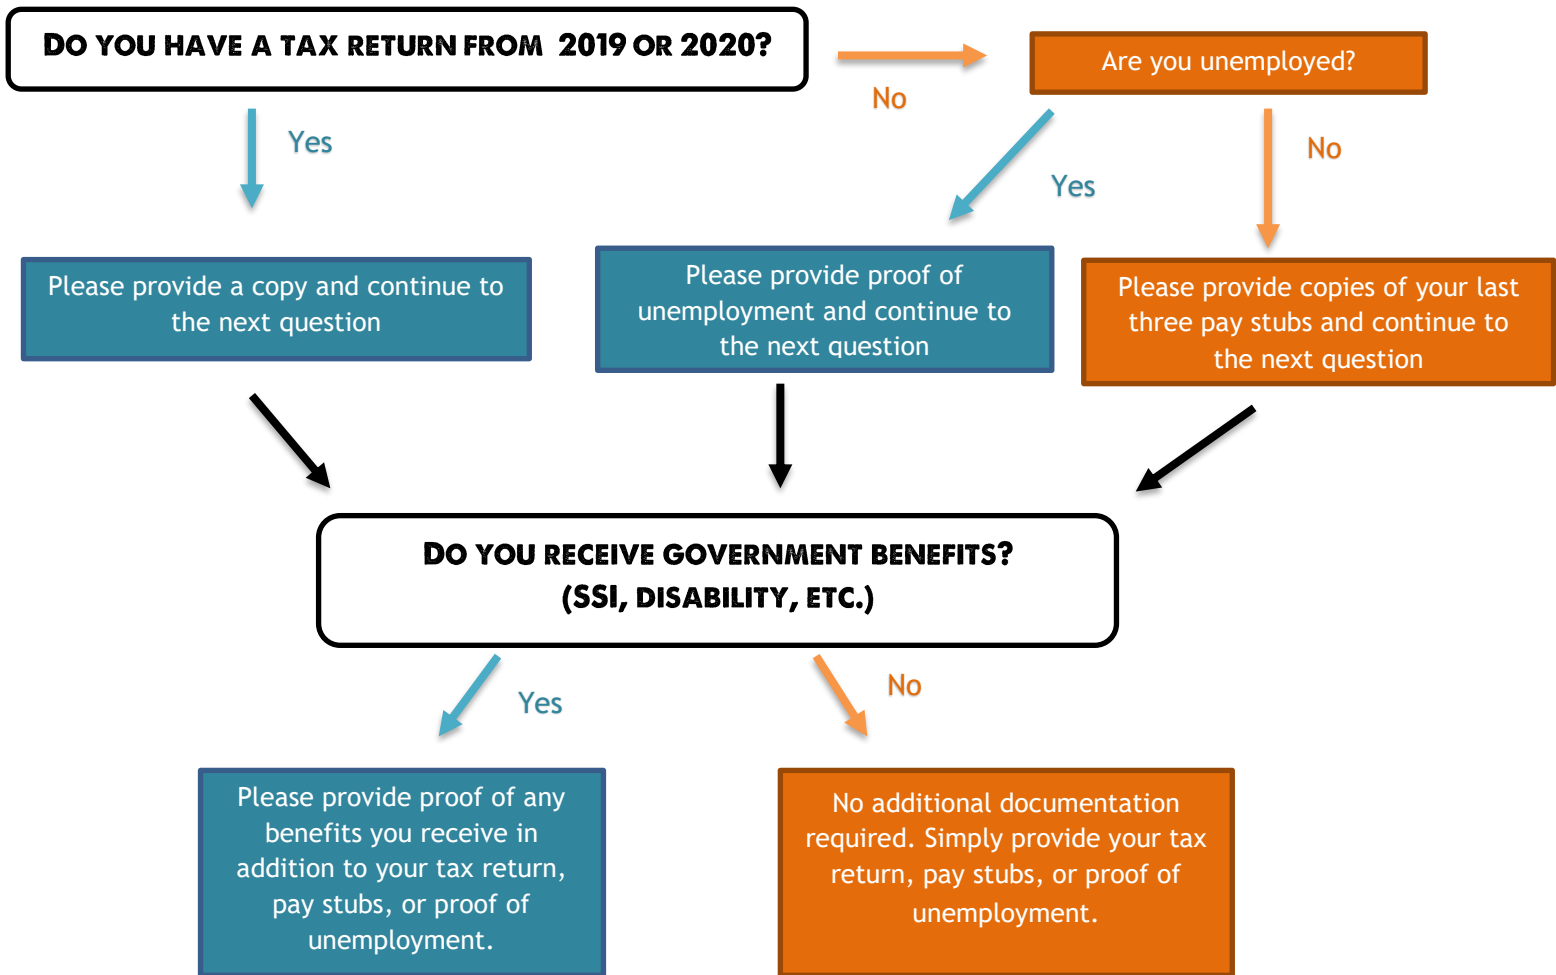 DO YOU HAVE A TAX RETURN FROM 2019 OR 2020?
No
Are you unemployed?
Yes
Yes
No
Please provide a copy and continue to
the next question
Please provide proof of
unemployment and continue to
the next question
Please provide copies of your last
three pay stubs and continue to
the next question
DO YOU RECEIVE GOVERNMENT BENEFITS?
(SSI, DISABILITY, ETC.)
Yes
No
Please provide proof of any
benefits you receive in
addition to your tax return,
pay stubs, or proof of
unemployment.
No additional documentation
required. Simply provide your tax
return, pay stubs, or proof of
unemployment.